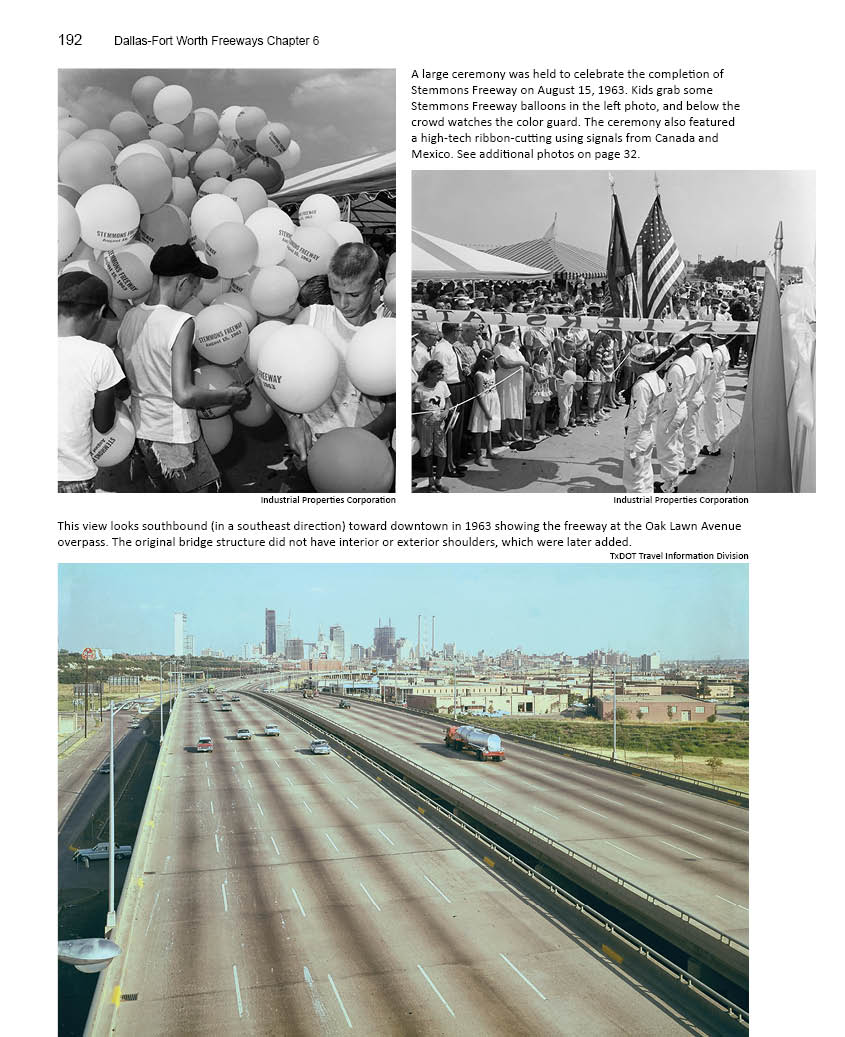 192 Dallas-Fort Worth Freeways Chapter 6
A large ceremony was held to celebrate the completion of
Stemmons Freeway on August 15, 1963. Kids grab some
Stemmons Freeway balloons in the left photo, and below the
crowd watches the color guard. The ceremony also featured
a high-tech ribbon-cutting using signals from Canada and
Mexico. See additional photos on page 32.
STEMMONS F
August 15, 19
STEMMONS FREEWAY
August 15, 1963
FREEWAY
1963
Industrial Properties Corporation
Industrial Properties Corporation
This view looks southbound (in a southeast direction) toward downtown in 1963 showing the freeway at the Oak Lawn Avenue
overpass. The original bridge structure did not have interior or exterior shoulders, which were later added.
TxDOT Travel Information Division